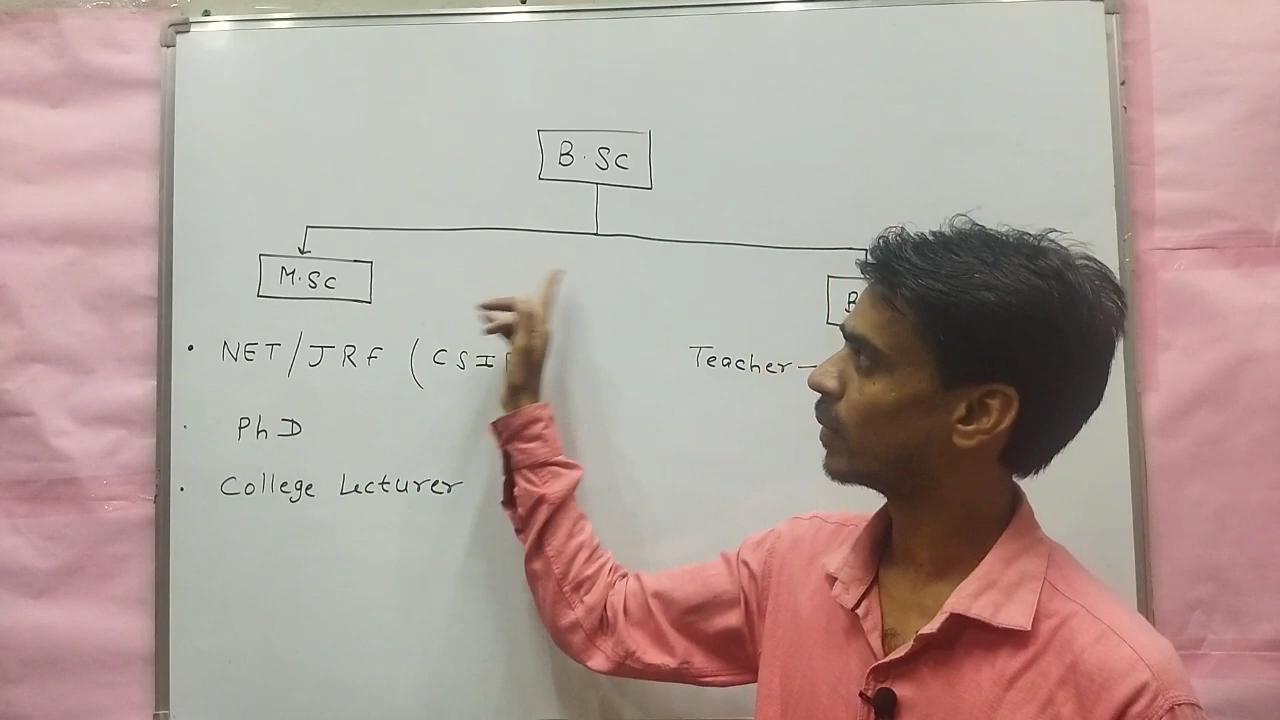 B.Sc
M.Sc
B
NET/JRF (CSI
Teacher-
PhD
College Lecturer